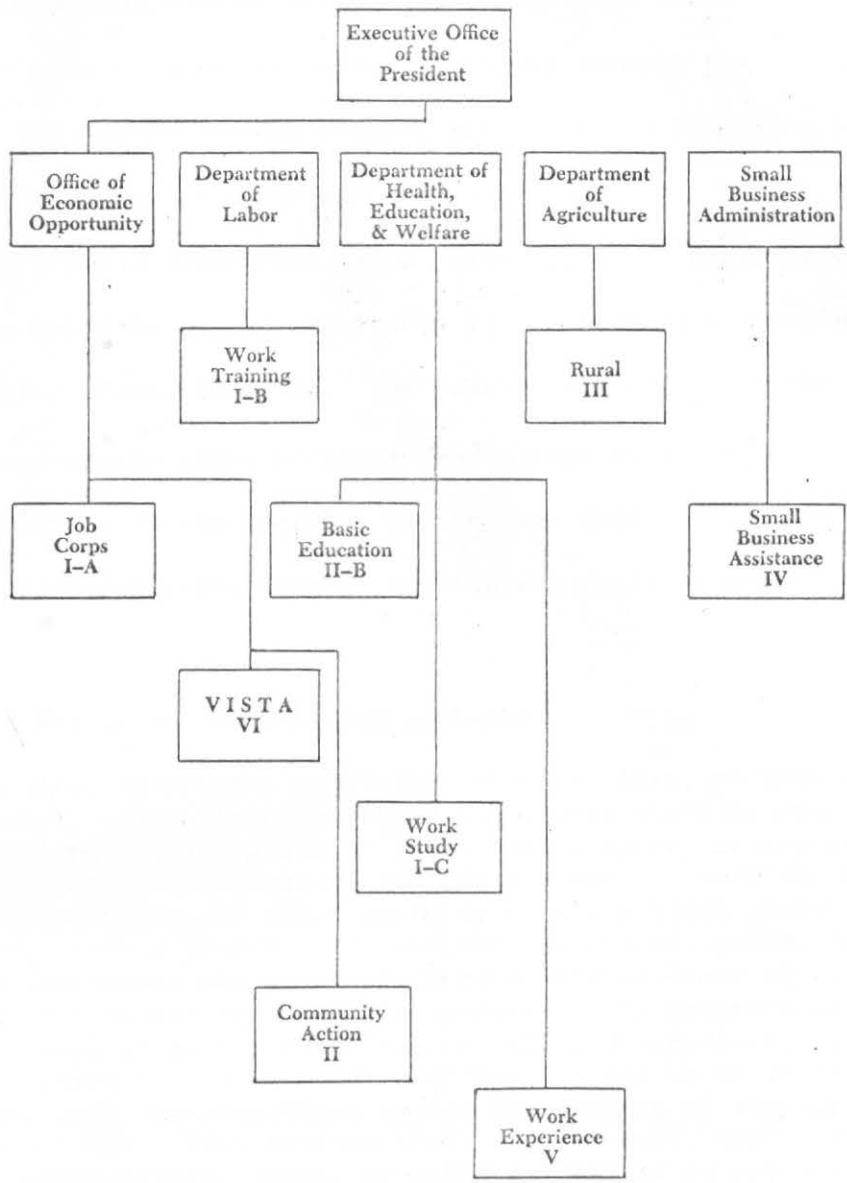 Executive Office
of the
President
Office of
Economic
Opportunity
Department
of
Labor
Department of
Health,
Education,
& Welfare
Department
of
Agriculture
Small
Business
Administration
Work
Training
I–B
Rural
III
Job
Corps
I–A
Basic
Education
II–B
Small
Business
Assistance
IV
V I S T A
VI
Work
Study
I–C
Community
Action
II
Work
Experience
V